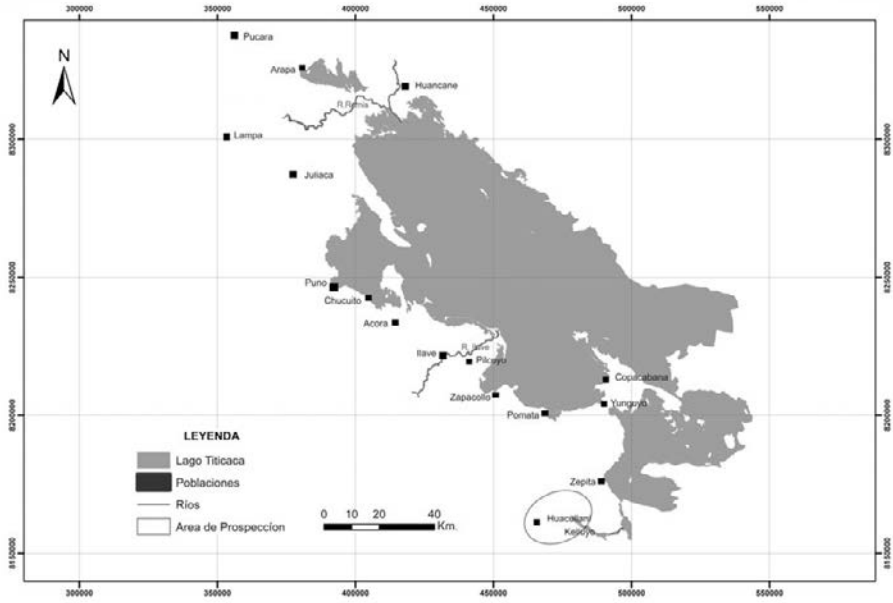 300000 350000 400000 450000 500000 550000
N
Pucara
Arapa
Huancane
R.Ramis
8300000 8300000
Lampa
Juliaca
Puno
8250000 8250000
Chucuito
Acora
Ilave
R. Ilave
Pilcuyo
Copacabana
Zapacollo
Yunguyo
Pomata
8200000 8200000
LEYENDA
Lago Titicaca
Poblaciones
Ríos
Area de Prospeccíon
0 10 20 40
Km.
Zepita
Huacullani
Kelluyo
8150000 8150000
300000 350000 400000 450000 500000 550000